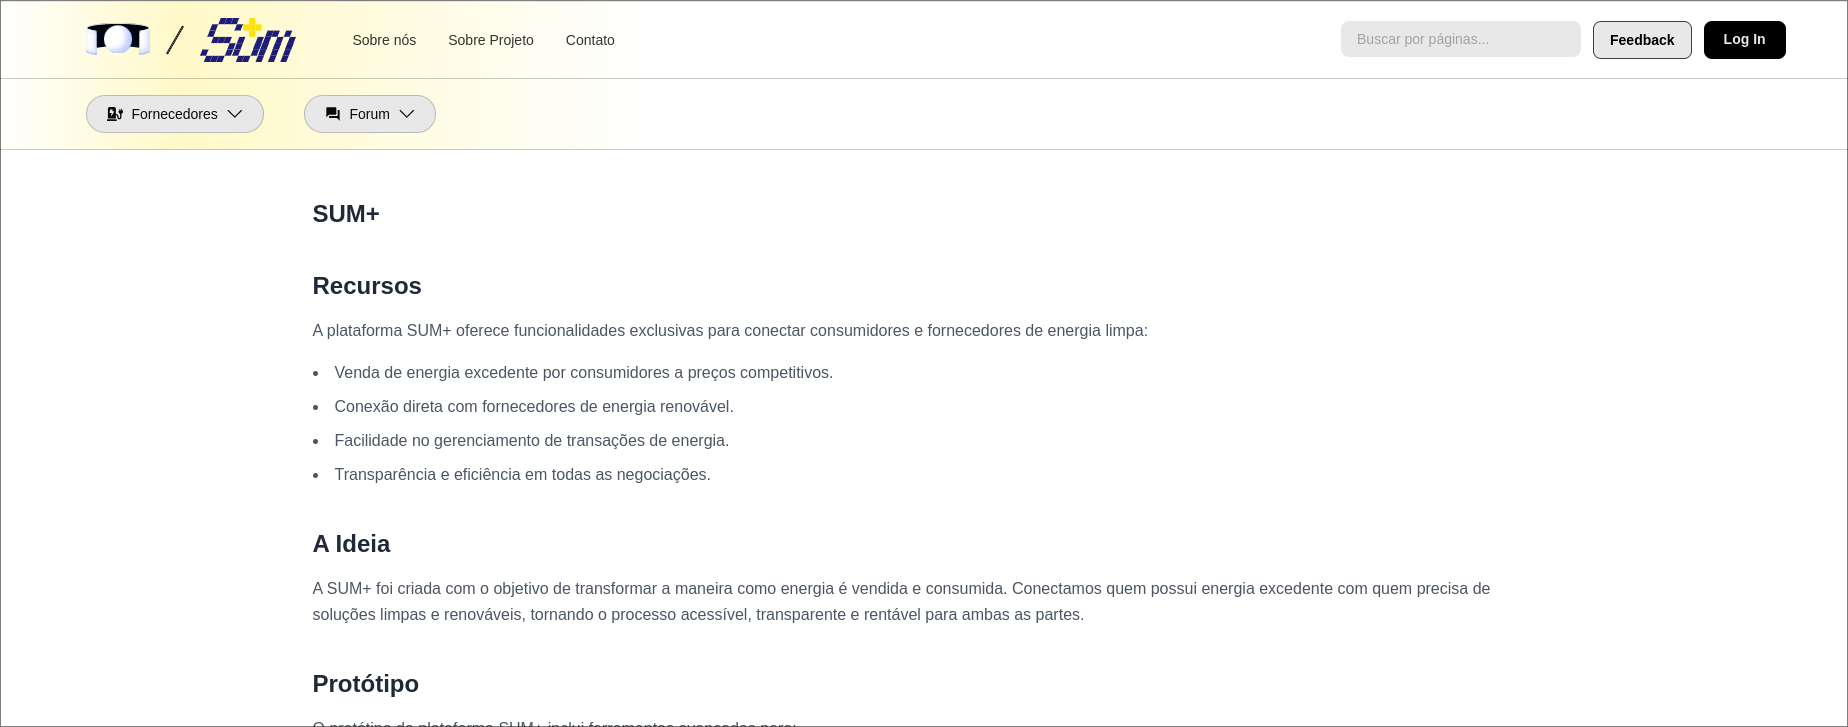 Sum+
Sobre nós
Sobre Projeto
Contato
Buscar por páginas...
Feedback
Log In
Fornecedores
Forum
SUM+
Recursos
A plataforma SUM+ oferece funcionalidades exclusivas para conectar consumidores e fornecedores de energia limpa:
• Venda de energia excedente por consumidores a preços competitivos.
• Conexão direta com fornecedores de energia renovável.
• Facilidade no gerenciamento de transações de energia.
• Transparência e eficiência em todas as negociações.
A Ideia
A SUM+ foi criada com o objetivo de transformar a maneira como energia é vendida e consumida. Conectamos quem possui energia excedente com quem precisa de
soluções limpas e renováveis, tornando o processo acessível, transparente e rentável para ambas as partes.
Protótipo